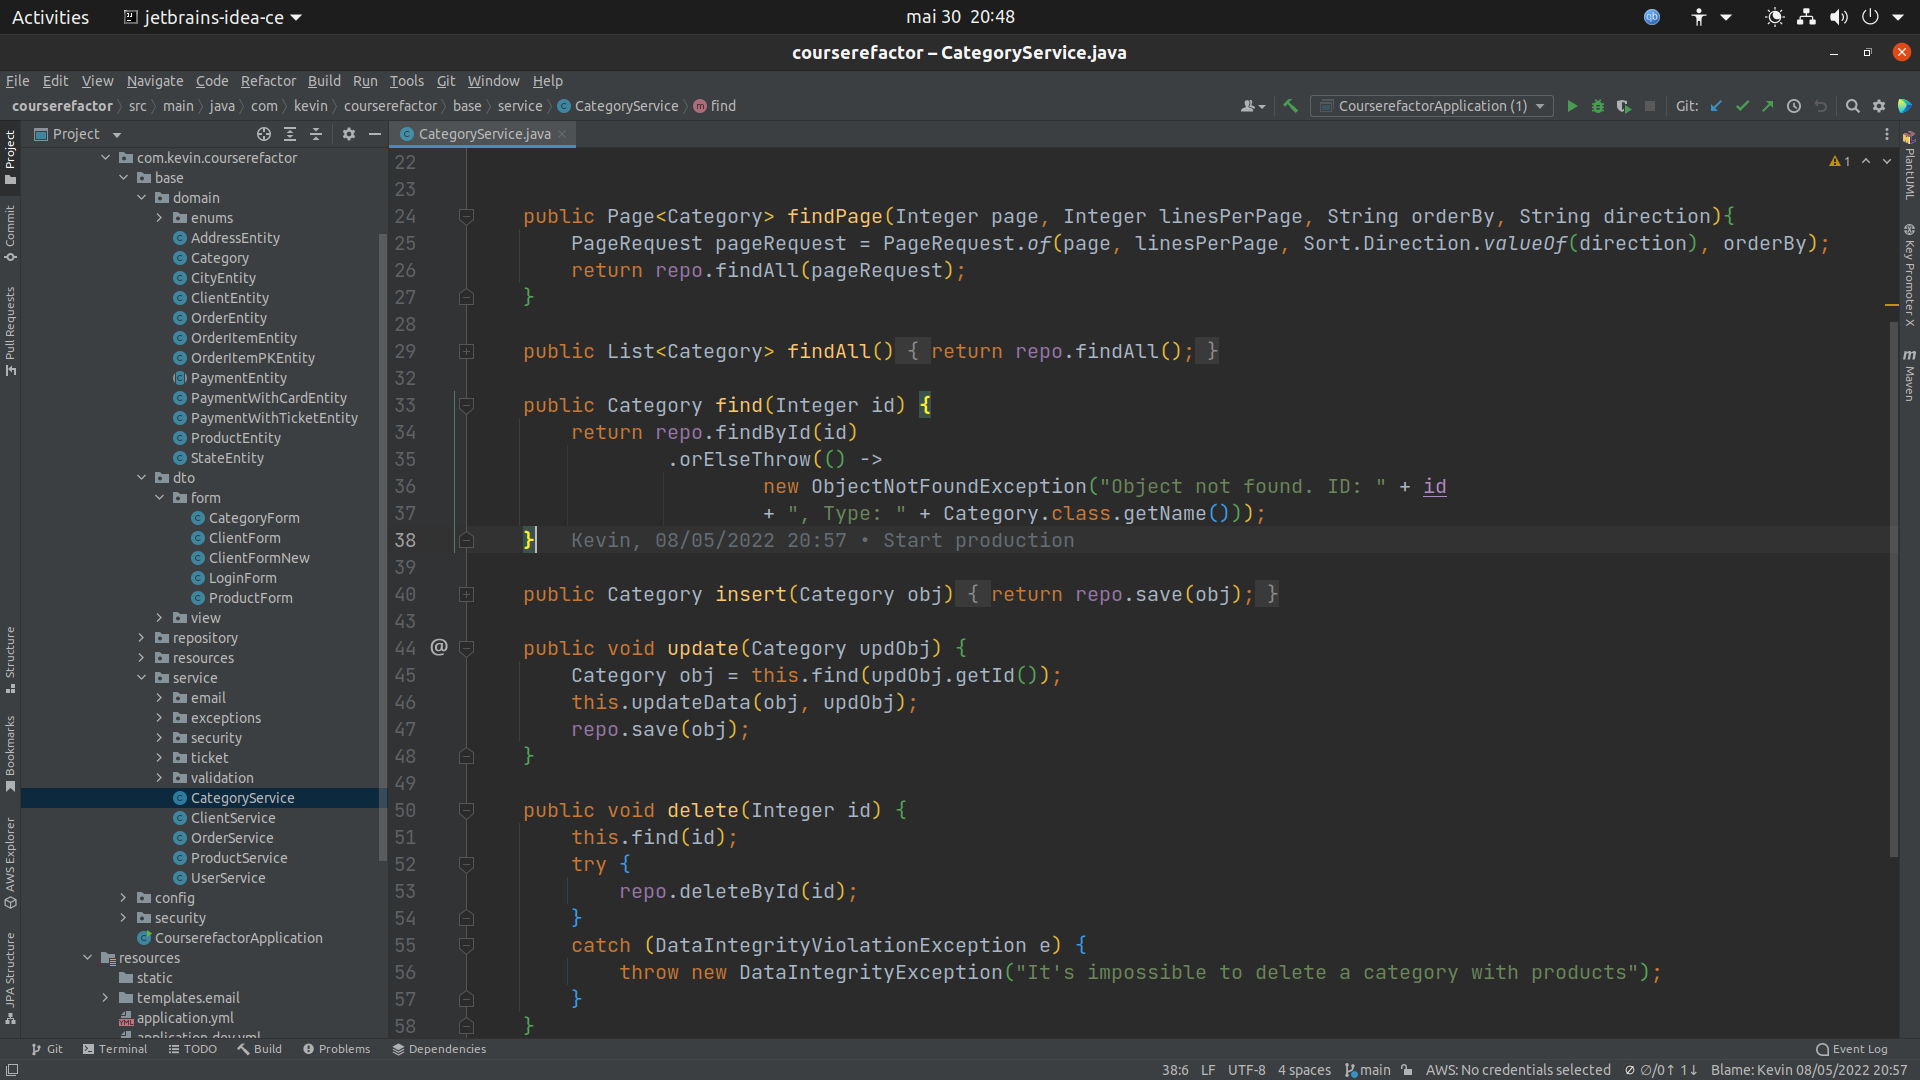 Activities
jetbrains-idea-ce
mai 30 20:48
qb
courserefactor – CategoryService.java
File Edit View Navigate Code Refactor Build Run Tools Git Window Help
courserefactor src main java com kevin courserefactor base service CategoryService find
CourserefactorApplication (1)
Git:
Project
CategoryService.java
Project
Commit
Pull Requests
Structure
Bookmarks
AWS Explorer
JPA Structure
com.kevin.courserefactor
base
domain
enums
AddressEntity
Category
CityEntity
ClientEntity
OrderEntity
OrderItemEntity
OrderItemPKEntity
PaymentEntity
PaymentWithCardEntity
PaymentWithTicketEntity
ProductEntity
StateEntity
dto
form
CategoryForm
ClientForm
ClientFormNew
LoginForm
ProductForm
view
repository
resources
service
email
exceptions
security
ticket
validation
CategoryService
ClientService
OrderService
ProductService
UserService
config
security
CourserefactorApplication
resources
static
templates.email
application.yml
application.dev.yml
1
22
23
24 public Page<Category> findPage(Integer page, Integer linesPerPage, String orderBy, String direction){
25 PageRequest pageRequest = PageRequest.of(page, linesPerPage, Sort.Direction.valueOf(direction), orderBy);
26 return repo.findAll(pageRequest);
27 }
28
29 public List<Category> findAll() { return repo.findAll(); }
32
33 public Category find(Integer id) {
34 return repo.findById(id)
35 .orElseThrow(() ->
36 new ObjectNotFoundException("Object not found. ID: " + id
37 + ", Type: " + Category.class.getName()));
38 } Kevin, 08/05/2022 20:57 • Start production
39
40 public Category insert(Category obj) { return repo.save(obj); }
43
44 @ public void update(Category updObj) {
45 Category obj = this.find(updObj.getId());
46 this.updateData(obj, updObj);
47 repo.save(obj);
48 }
49
50 public void delete(Integer id) {
51 this.find(id);
52 try {
53 repo.deleteById(id);
54 }
55 catch (DataIntegrityViolationException e) {
56 throw new DataIntegrityException("It's impossible to delete a category with products");
57 }
58 }
PlantUML
Key Promoter X
Maven
Git Terminal TODO Build Problems Dependencies
Event Log
38:6 LF UTF-8 4 spaces main AWS: No credentials selected ∅/0↑ 1↓ Blame: Kevin 08/05/2022 20:57